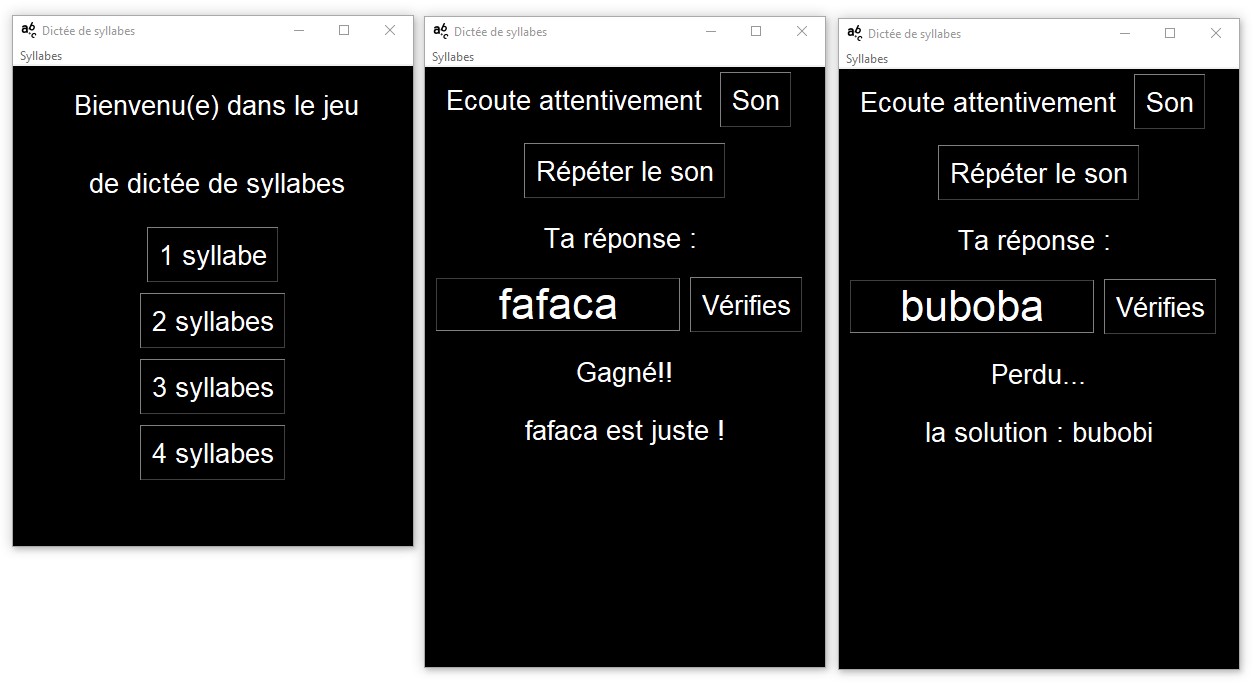 Dictée de syllabes
Syllabes
Bienvenu(e) dans le jeu
de dictée de syllabes
1 syllabe
2 syllabes
3 syllabes
4 syllabes
Dictée de syllabes
Syllabes
Ecoute attentivement Son
Répéter le son
Ta réponse :
fafaca Vérifies
Gagné!!
fafaca est juste !
Dictée de syllabes
Syllabes
Ecoute attentivement Son
Répéter le son
Ta réponse :
buboba Vérifies
Perdu...
la solution : bubobi